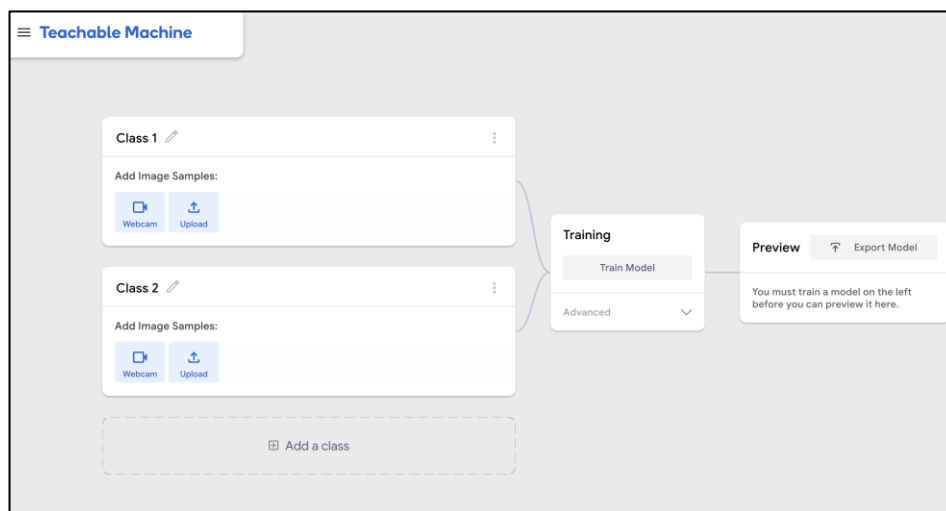 Teachable Machine
Class 1
Add Image Samples:
Webcam
Upload
Class 2
Add Image Samples:
Webcam
Upload
Add a class
Training
Train Model
Advanced
Preview
Export Model
You must train a model on the left
before you can preview it here.